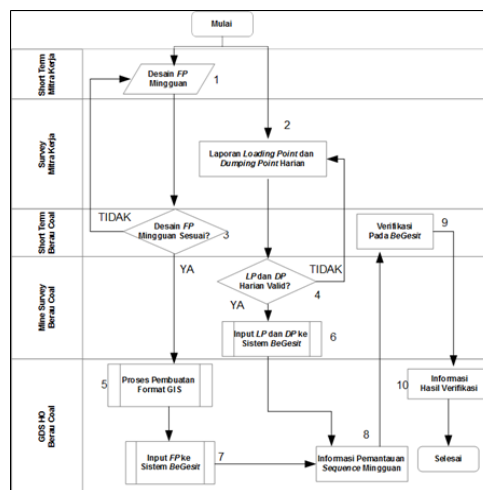 Mulai
Short Term
Mitra Kerja
Desain FP
Mingguan
1
Survey
Mitra Kerja
2
Laporan Loading Point dan
Dumping Point Harian
Short Term
Berau Coal
TIDAK
Desain FP
Mingguan Sesuai?
3
YA
Verifikasi
Pada BeGesit
9
Mine Survey
Berau Coal
LP dan DP
Harian Valid?
TIDAK
4
YA
Input LP dan DP ke
Sistem BeGesit
6
GDS HO
Berau Coal
5
Proses Pembuatan
Format GIS
10
Informasi
Hasil Verifikasi
Input FP ke
Sistem BeGesit
7
8
Informasi Pemantauan
Sequence Mingguan
Selesai